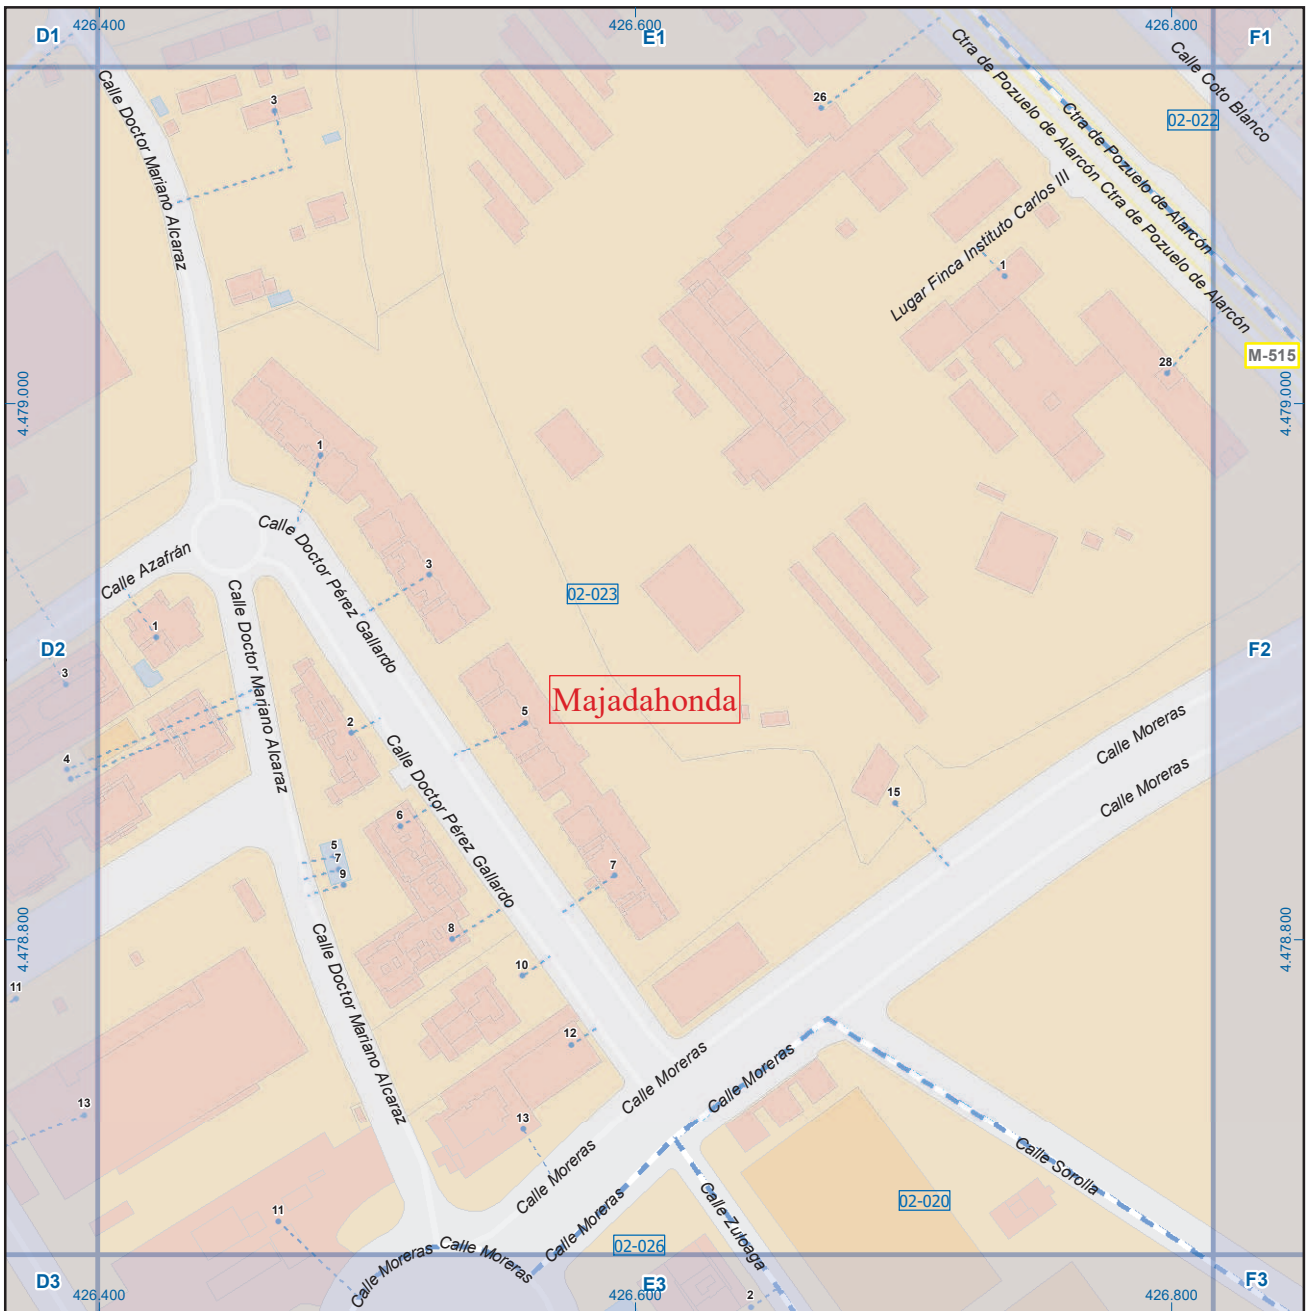 D1
426.400
426.600
E1
426.800
F1
Calle Doctor Mariano Alcaraz
3
26
Ctra de Pozuelo de Alarcón
Ctra de Pozuelo de Alarcón
Calle Coto Blanco
02-022
Ctra de Pozuelo de Alarcón
Lugar Finca Instituto Carlos III
1
28
M-515
4.479.000
4.479.000
1
Calle Azafrán
Calle Doctor Pérez Gallardo
3
02-023
1
D2
3
F2
Calle Doctor Mariano Alcaraz
Majadahonda
2
5
4
Calle Doctor Pérez Gallardo
Calle Moreras
Calle Moreras
15
6
5
7
9
7
8
4.478.800
4.478.800
10
11
Calle Doctor Mariano Alcaraz
12
Calle Moreras
Calle Moreras
13
13
Calle Moreras
Calle Sorolla
02-020
11
Calle Moreras
Calle Zuloaga
02-026
Calle Moreras
Calle Moreras
D3
E3
F3
426.400
426.600
2
426.800